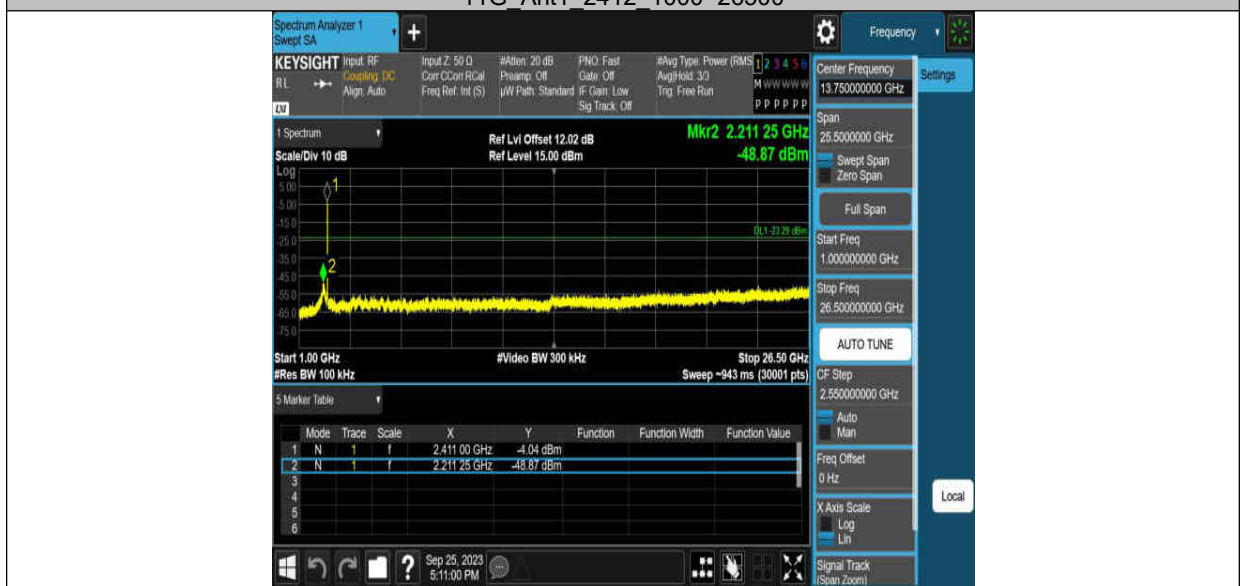 11G_Ant1_2412_1000~26500
Spectrum Analyzer 1
Swept SA
Frequency
KEYSIGHT
RL
LXI
Input: RF
Coupling: DC
Align: Auto
Input Z: 50 Ω
Corr CCorr RCal
Freq Ref: Int (S)
#Atten: 20 dB
Preamp: Off
µW Path: Standard
PNO: Fast
Gate: Off
IF Gain: Low
Sig Track: Off
#Avg Type: Power (RMS
Avg|Hold: 3/3
Trig: Free Run
1 2 3 4 5 6
M W W W W W
P P P P P P
Center Frequency
13.750000000 GHz
Settings
Span
25.5000000 GHz
Swept Span
Zero Span
Full Span
Start Freq
1.000000000 GHz
Stop Freq
26.500000000 GHz
AUTO TUNE
CF Step
2.550000000 GHz
Auto
Man
Freq Offset
0 Hz
X Axis Scale
Log
Lin
Signal Track
(Span Zoom)
Local
1 Spectrum
Scale/Div 10 dB
Ref Lvl Offset 12.02 dB
Ref Level 15.00 dBm
Mkr2 2.211 25 GHz
-48.87 dBm
Log
5.00
-5.00
-15.0
-25.0
-35.0
-45.0
-55.0
-65.0
-75.0
1
2
DL1 -23.29 dBm
Start 1.00 GHz
#Res BW 100 kHz
#Video BW 300 kHz
Stop 26.50 GHz
Sweep ~943 ms (30001 pts)
5 Marker Table
Mode Trace Scale X Y Function Function Width Function Value
1 N 1 f 2.411 00 GHz -4.04 dBm
2 N 1 f 2.211 25 GHz -48.87 dBm
3
4
5
6
?
Sep 25, 2023
5:11:00 PM